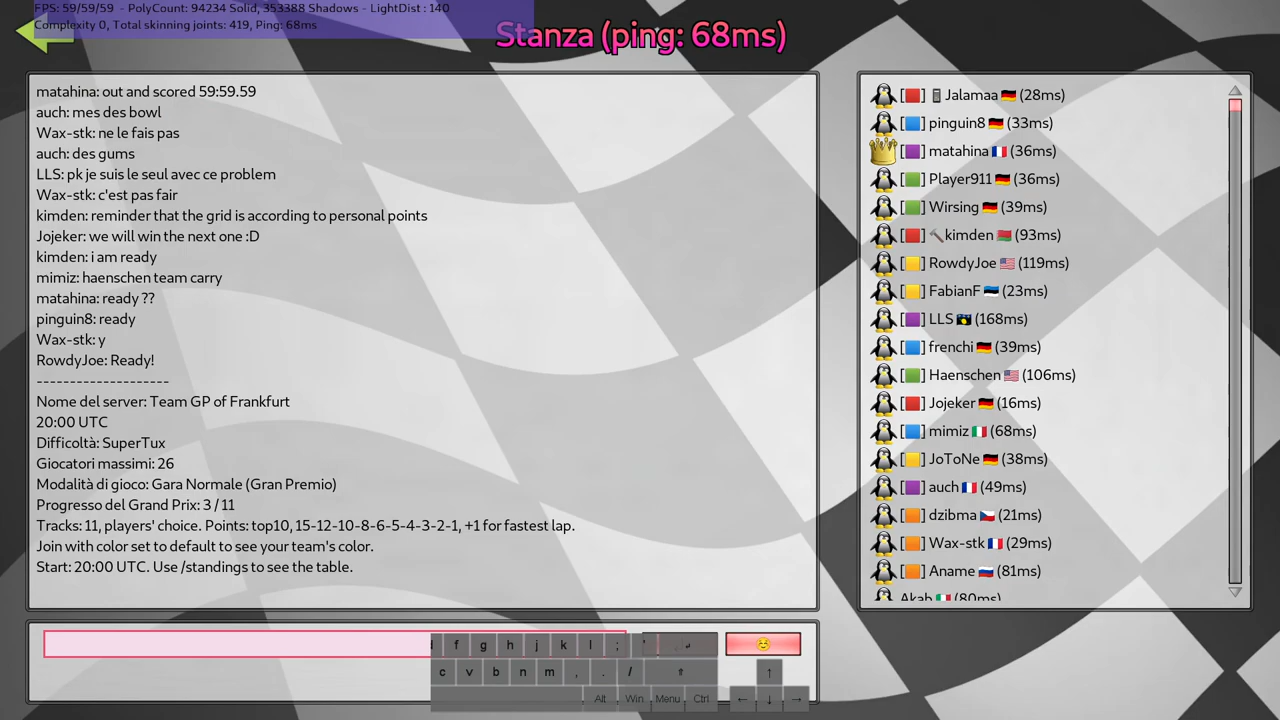 FPS: 59/59/59 - PolyCount: 94234 Solid, 353388 Shadows - LightDist : 140
Complexity 0, Total skinning joints: 419, Ping: 68ms
Stanza (ping: 68ms)
matahina: out and scored 59:59.59
auch: mes des bowl
Wax-stk: ne le fais pas
auch: des gums
LLS: pk je suis le seul avec ce problem
Wax-stk: c'est pas fair
kimden: reminder that the grid is according to personal points
Jojeker: we will win the next one :D
kimden: i am ready
mimiz: haenschen team carry
matahina: ready ??
pinguin8: ready
Wax-stk: y
RowdyJoe: Ready!
--------------------
Nome del server: Team GP of Frankfurt
20:00 UTC
Difficoltà: SuperTux
Giocatori massimi: 26
Modalità di gioco: Gara Normale (Gran Premio)
Progresso del Grand Prix: 3 / 11
Tracks: 11, players' choice. Points: top10, 15-12-10-8-6-5-4-3-2-1, +1 for fastest lap.
Join with color set to default to see your team's color.
Start: 20:00 UTC. Use /standings to see the table.
[🟥] 📱 Jalamaa 🇩🇪 (28ms)
[🟦] pinguin8 🇩🇪 (33ms)
[🟪] matahina 🇫🇷 (36ms)
[🟩] Player911 🇩🇪 (36ms)
[🟩] Wirsing 🇩🇪 (39ms)
[🟥] 🔨kimden 🇧🇾 (93ms)
[🟨] RowdyJoe 🇺🇸 (119ms)
[🟨] FabianF 🇪🇪 (23ms)
[🟪] LLS 🇬🇵 (168ms)
[🟦] frenchi 🇩🇪 (39ms)
[🟩] Haenschen 🇺🇸 (106ms)
[🟥] Jojeker 🇩🇪 (16ms)
[🟦] mimiz 🇮🇹 (68ms)
[🟨] JoToNe 🇩🇪 (38ms)
[🟪] auch 🇫🇷 (49ms)
[🟧] dzibma 🇨🇿 (21ms)
[🟧] Wax-stk 🇫🇷 (29ms)
[🟧] Aname 🇷🇺 (81ms)
Akab 🇮🇹 (80ms)
f g h j k l ; '
c v b n m , . / ⇧ ↑
Alt Win Menu Ctrl ← ↓ →